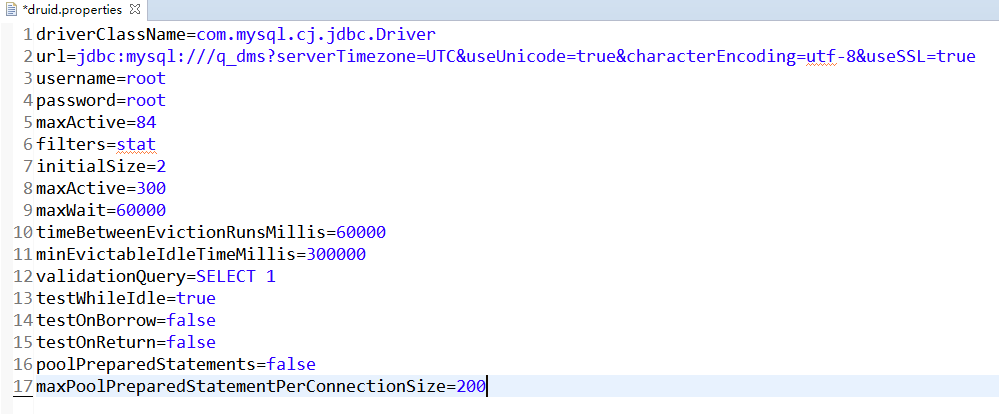 *druid.properties
1 driverClassName=com.mysql.cj.jdbc.Driver
2 url=jdbc:mysql:///q_dms?serverTimezone=UTC&useUnicode=true&characterEncoding=utf-8&useSSL=true
3 username=root
4 password=root
5 maxActive=84
6 filters=stat
7 initialSize=2
8 maxActive=300
9 maxWait=60000
10 timeBetweenEvictionRunsMillis=60000
11 minEvictableIdleTimeMillis=300000
12 validationQuery=SELECT 1
13 testWhileIdle=true
14 testOnBorrow=false
15 testOnReturn=false
16 poolPreparedStatements=false
17 maxPoolPreparedStatementPerConnectionSize=200